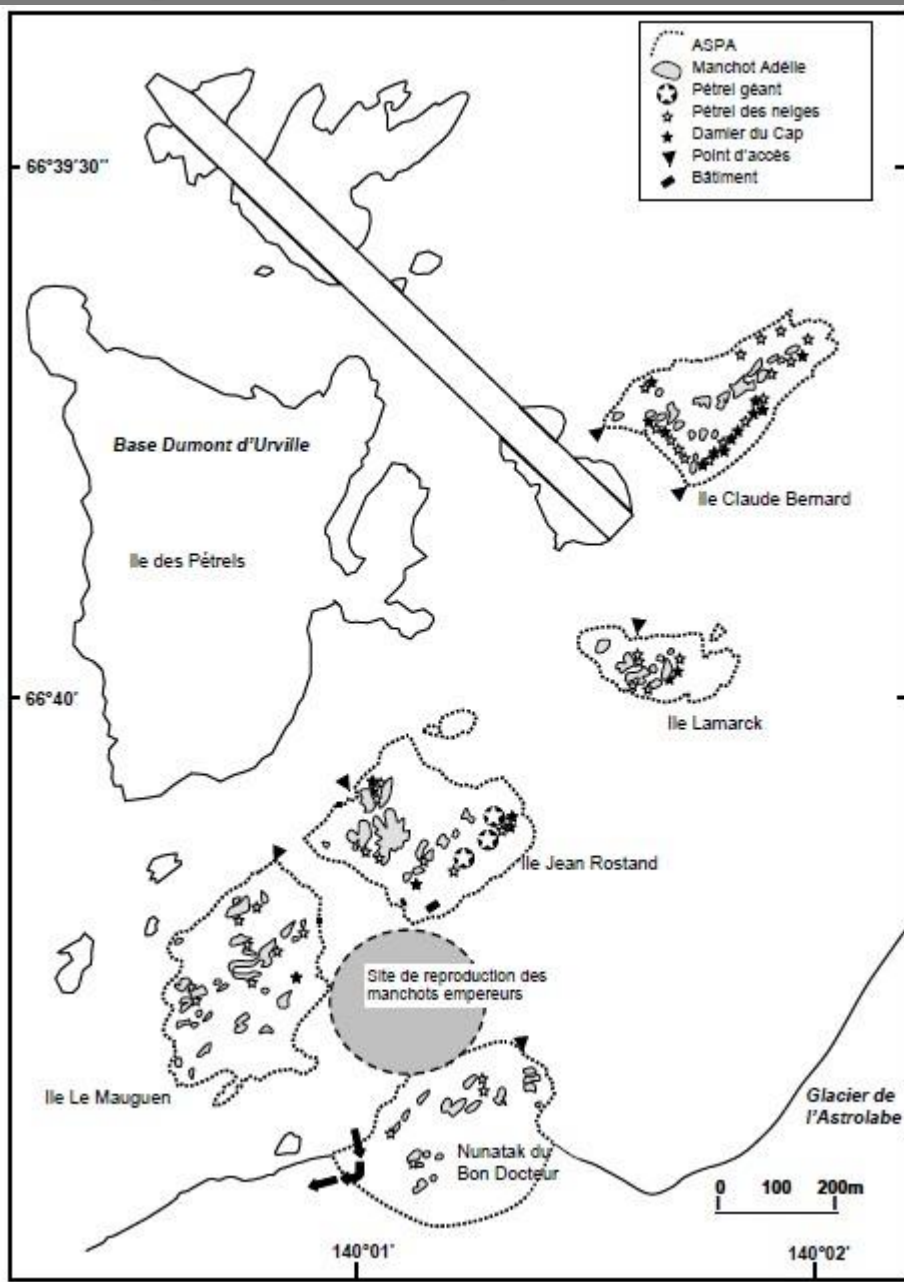 ASPA
Manchot Adélie
Pétrel géant
Pétrel des neiges
Damier du Cap
Point d'accès
Bâtiment
66°39'30''
Base Dumont d'Urville
Ile des Pétrels
Ile Claude Bernard
66°40'
Ile Lamarck
Ile Jean Rostand
Site de reproduction des
manchots empereurs
Ile Le Mauguen
Glacier de
l'Astrolabe
Nunatak du
Bon Docteur
0 100 200m
140°01'
140°02'